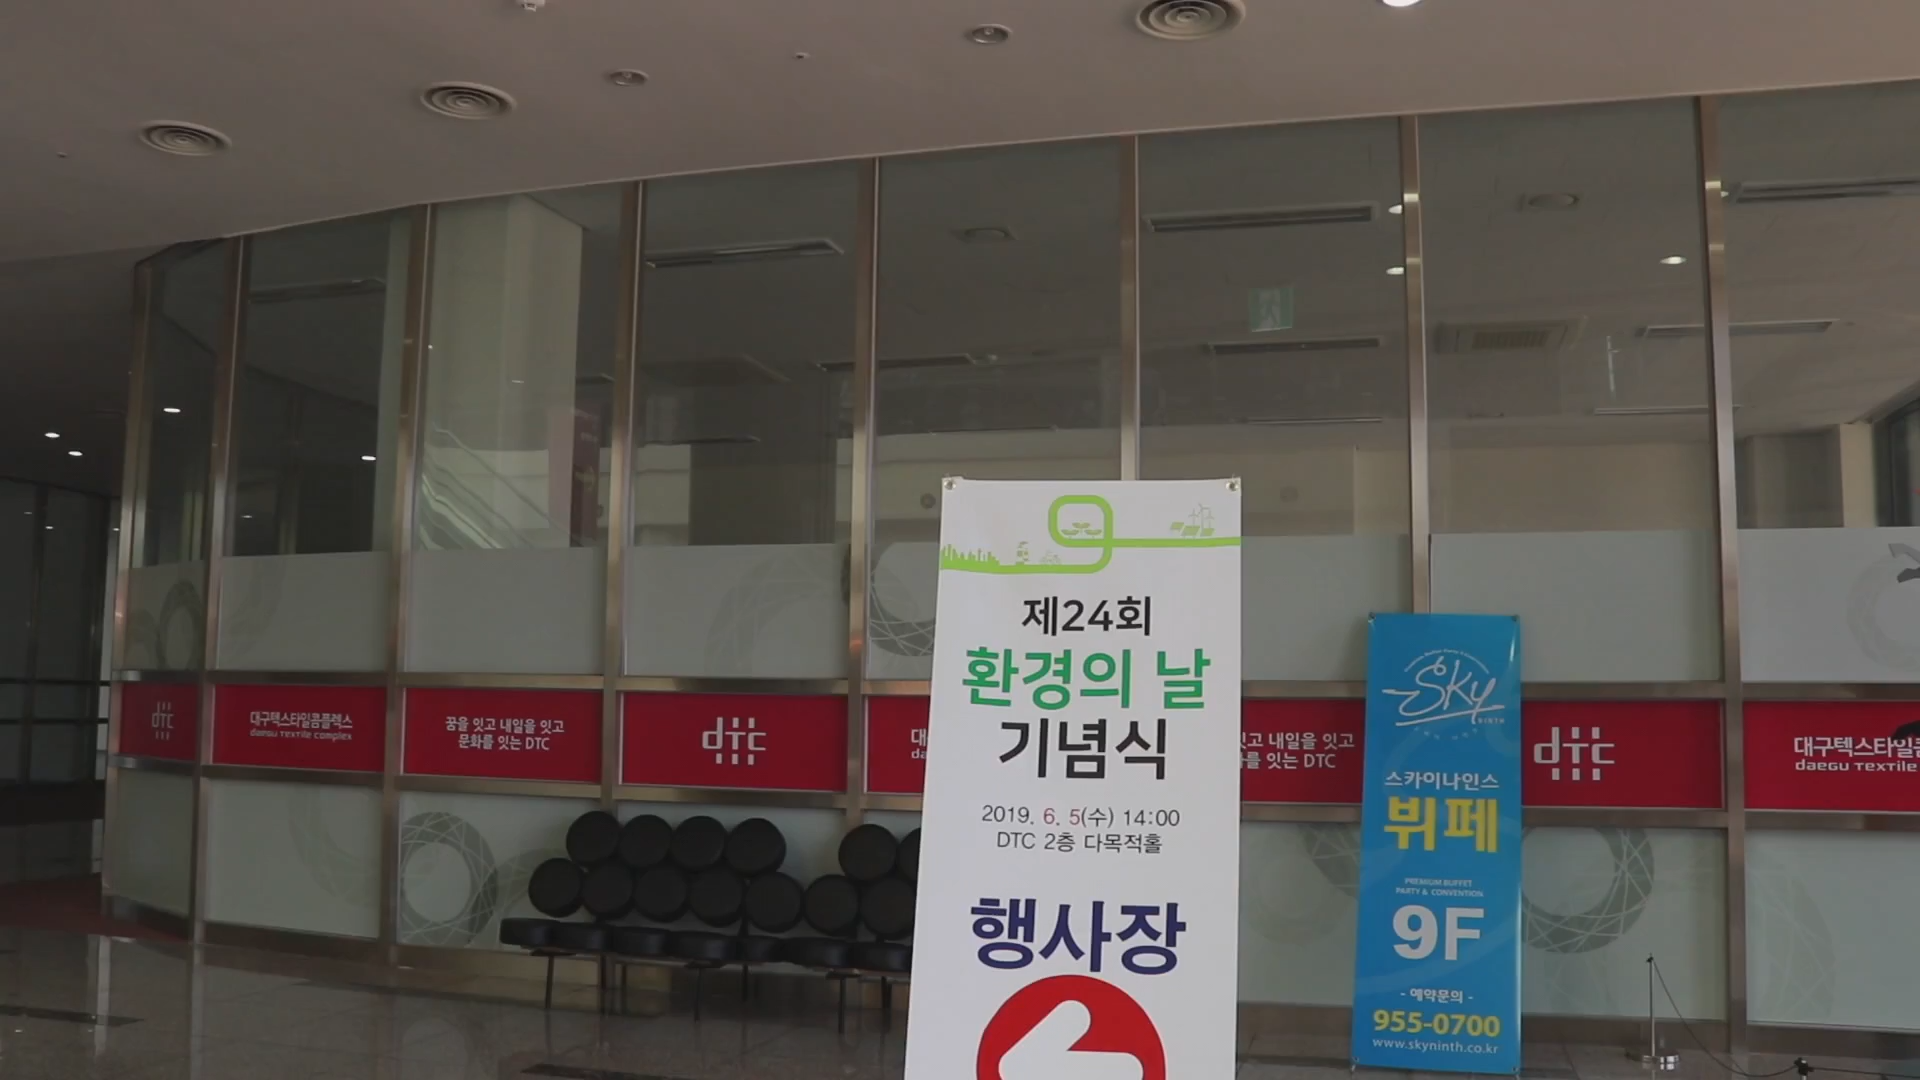 제24회
환경의 날
기념식
2019. 6. 5(수) 14:00
DTC 2층 다목적홀
행사장
SKY
NINTH
스카이나인스
뷔페
PREMIUM BUFFET
PARTY & CONVENTION
9F
- 예약문의 -
955-0700
www.skyninth.co.kr
dTC
대구텍스타일콤플렉스
daegu Textile complex
꿈을 잇고 내일을 잇고
문화를 잇는 DTC
dTC
잇고 내일을 잇고
를 잇는 DTC
dTC
대구텍스타일콤
daegu Textile